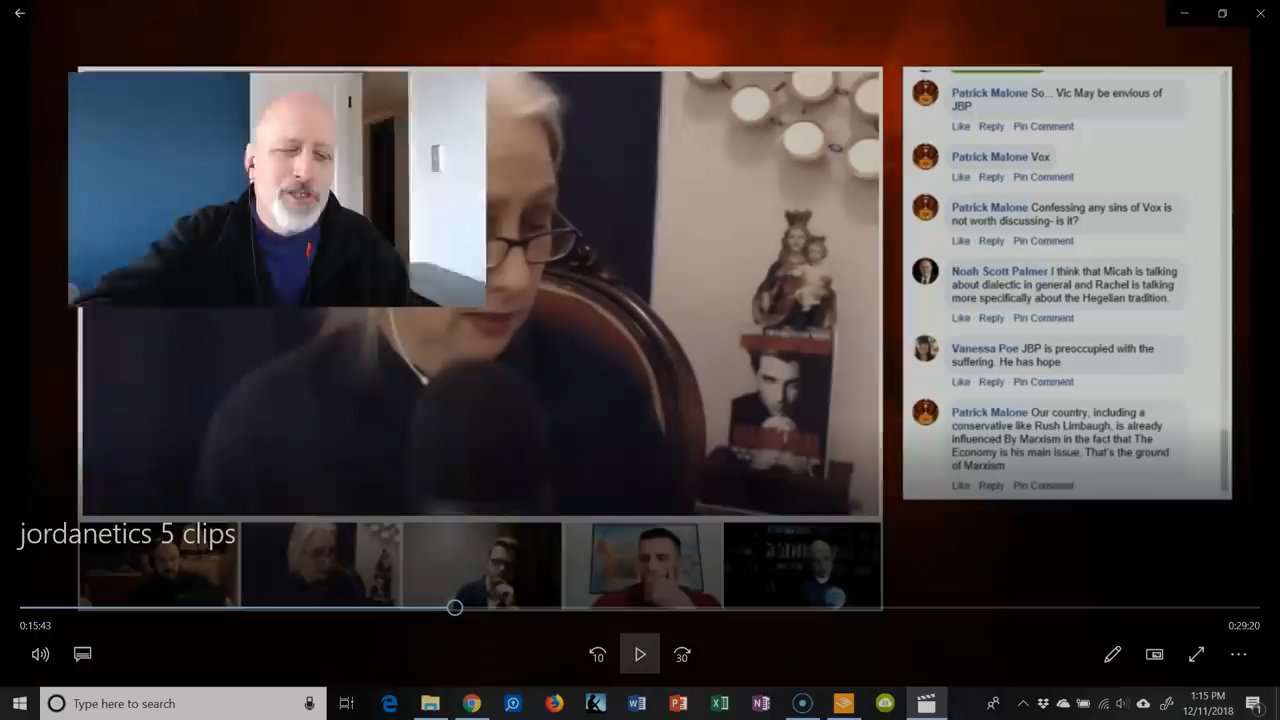 Patrick Malone So... Vic May be envious of
JBP
Like Reply Pin Comment
Patrick Malone Vox
Like Reply Pin Comment
Patrick Malone Confessing any sins of Vox is
not worth discussing- is it?
Like Reply Pin Comment
Noah Scott Palmer I think that Micah is talking
about dialectic in general and Rachel is talking
more specifically about the Hegelian tradition.
Like Reply Pin Comment
Vanessa Poe JBP is preoccupied with the
suffering. He has hope.
Like Reply Pin Comment
Patrick Malone Our country, including a
conservative like Rush Limbaugh, is already
influenced By Marxism in the fact that The
Economy is his main issue. That's the ground
of Marxism
Like Reply Pin Comment
jordanetics 5 clips
0:15:43
0:29:20
10
30
Type here to search
1:15 PM
12/11/2018